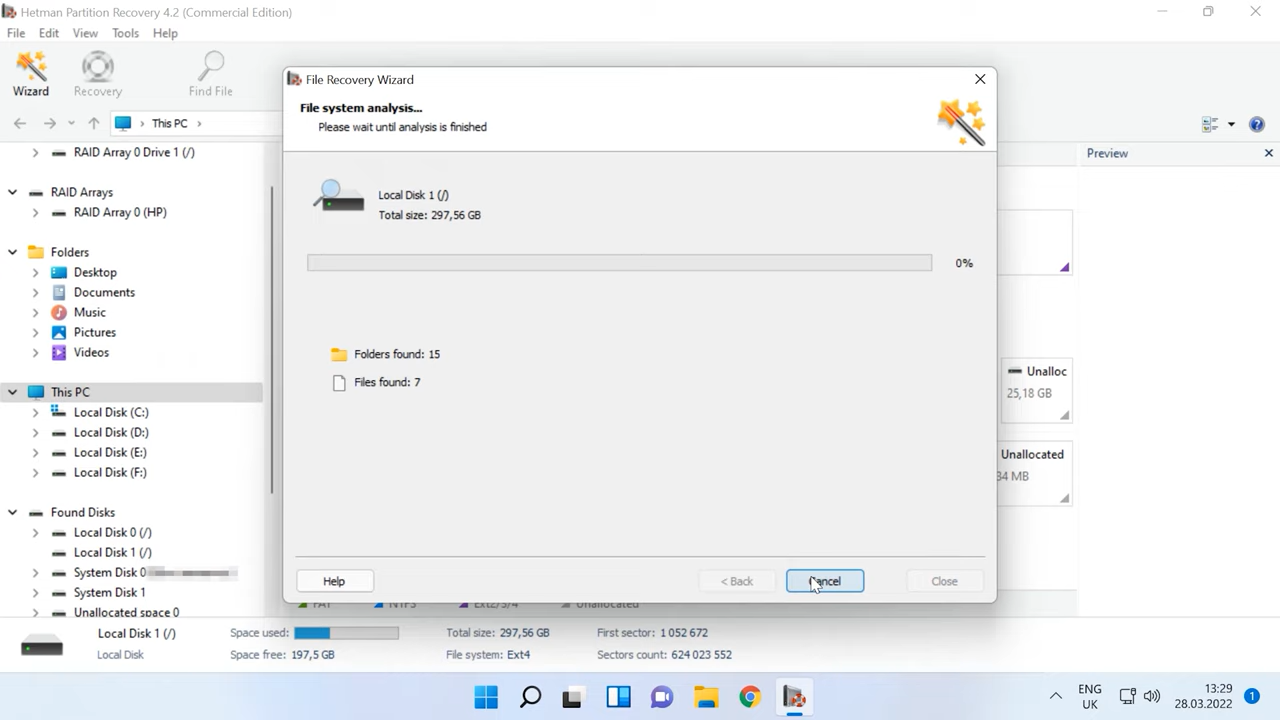 Hetman Partition Recovery 4.2 (Commercial Edition)
File Edit View Tools Help
Wizard Recovery Find File
This PC
RAID Array 0 Drive 1 (/)
RAID Arrays
RAID Array 0 (HP)
Folders
Desktop
Documents
Music
Pictures
Videos
This PC
Local Disk (C:)
Local Disk (D:)
Local Disk (E:)
Local Disk (F:)
Found Disks
Local Disk 0 (/)
Local Disk 1 (/)
System Disk 0
System Disk 1
Unallocated space 0
File Recovery Wizard
File system analysis...
Please wait until analysis is finished
Local Disk 1 (/)
Total size: 297,56 GB
0%
Folders found: 15
Files found: 7
Help < Back Cancel Close
Preview
Unalloc
25,18 GB
Unallocated
34 MB
FAT NTFS Ext2/3/4 Unallocated
Local Disk 1 (/) Space used: Total size: 297,56 GB First sector: 1 052 672
Local Disk Space free: 197,5 GB File system: Ext4 Sectors count: 624 023 552
ENG 13:29
UK 28.03.2022 1